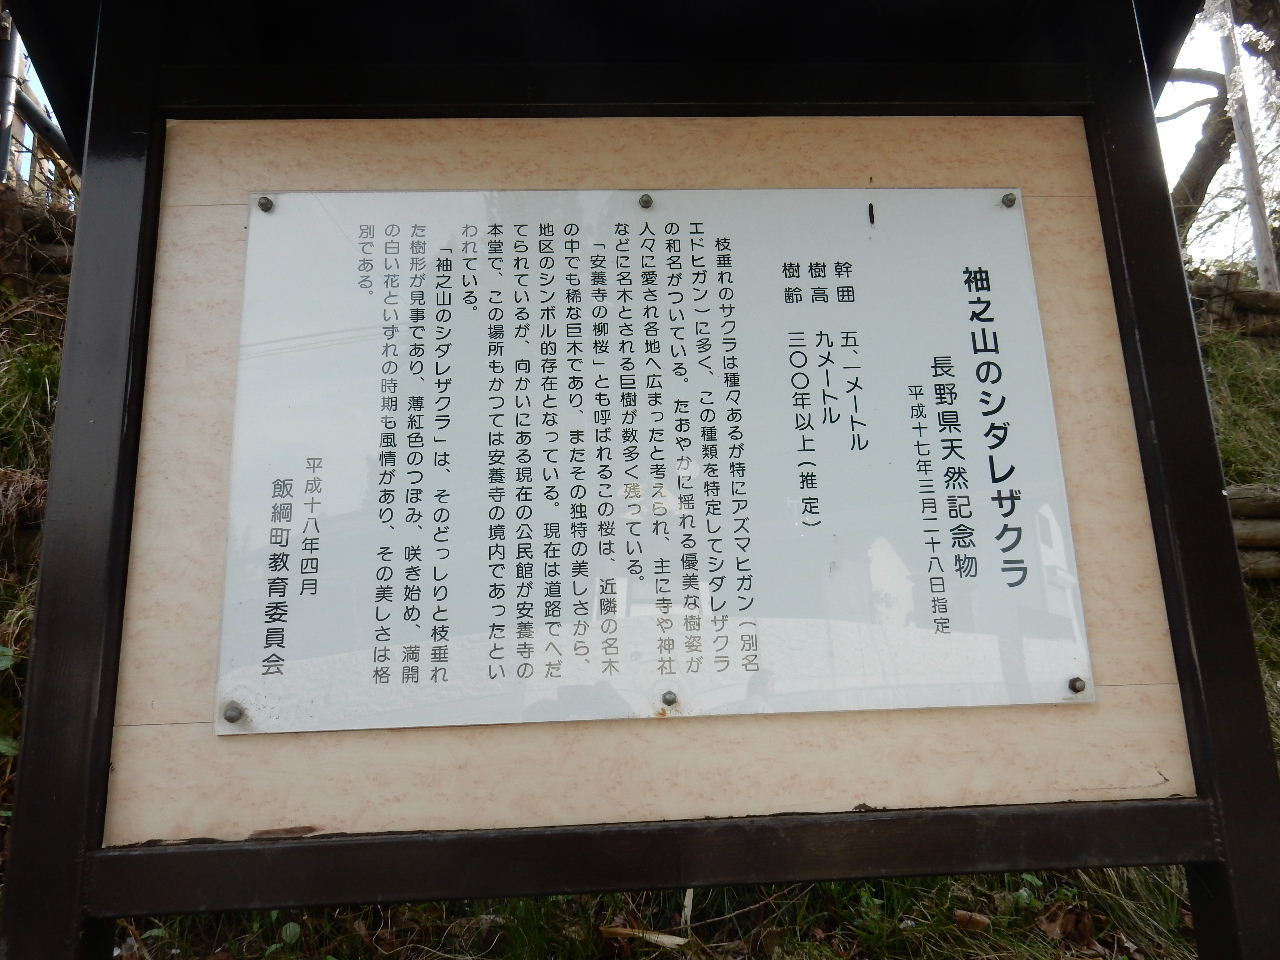 袖之山のシダレザクラ
長野県天然記念物
平成十七年三月二十八日指定
幹囲　五、一メートル
樹高　九メートル
樹齢　三〇〇年以上（推定）
枝垂れのサクラは種々あるが特にアズマヒガン（別名
エドヒガン）に多く、この種類を特定してシダレザクラ
の和名がついている。たおやかに揺れる優美な樹姿が
人々に愛され各地へ広まったと考えられ、主に寺や神社
などに名木とされる巨樹が数多く残っている。
「安養寺の柳桜」とも呼ばれるこの桜は、近隣の名木
の中でも稀な巨木であり、またその独特の美しさから、
地区のシンボル的存在となっている。現在は道路でへだ
てられているが、向かいにある現在の公民館が安養寺の
本堂で、この場所もかつては安養寺の境内であったとい
われている。
「袖之山のシダレザクラ」は、そのどっしりと枝垂れ
た樹形が見事であり、薄紅色のつぼみ、咲き始め、満開
の白い花といずれの時期も風情があり、その美しさは格
別である。
平成十八年四月
飯綱町教育委員会